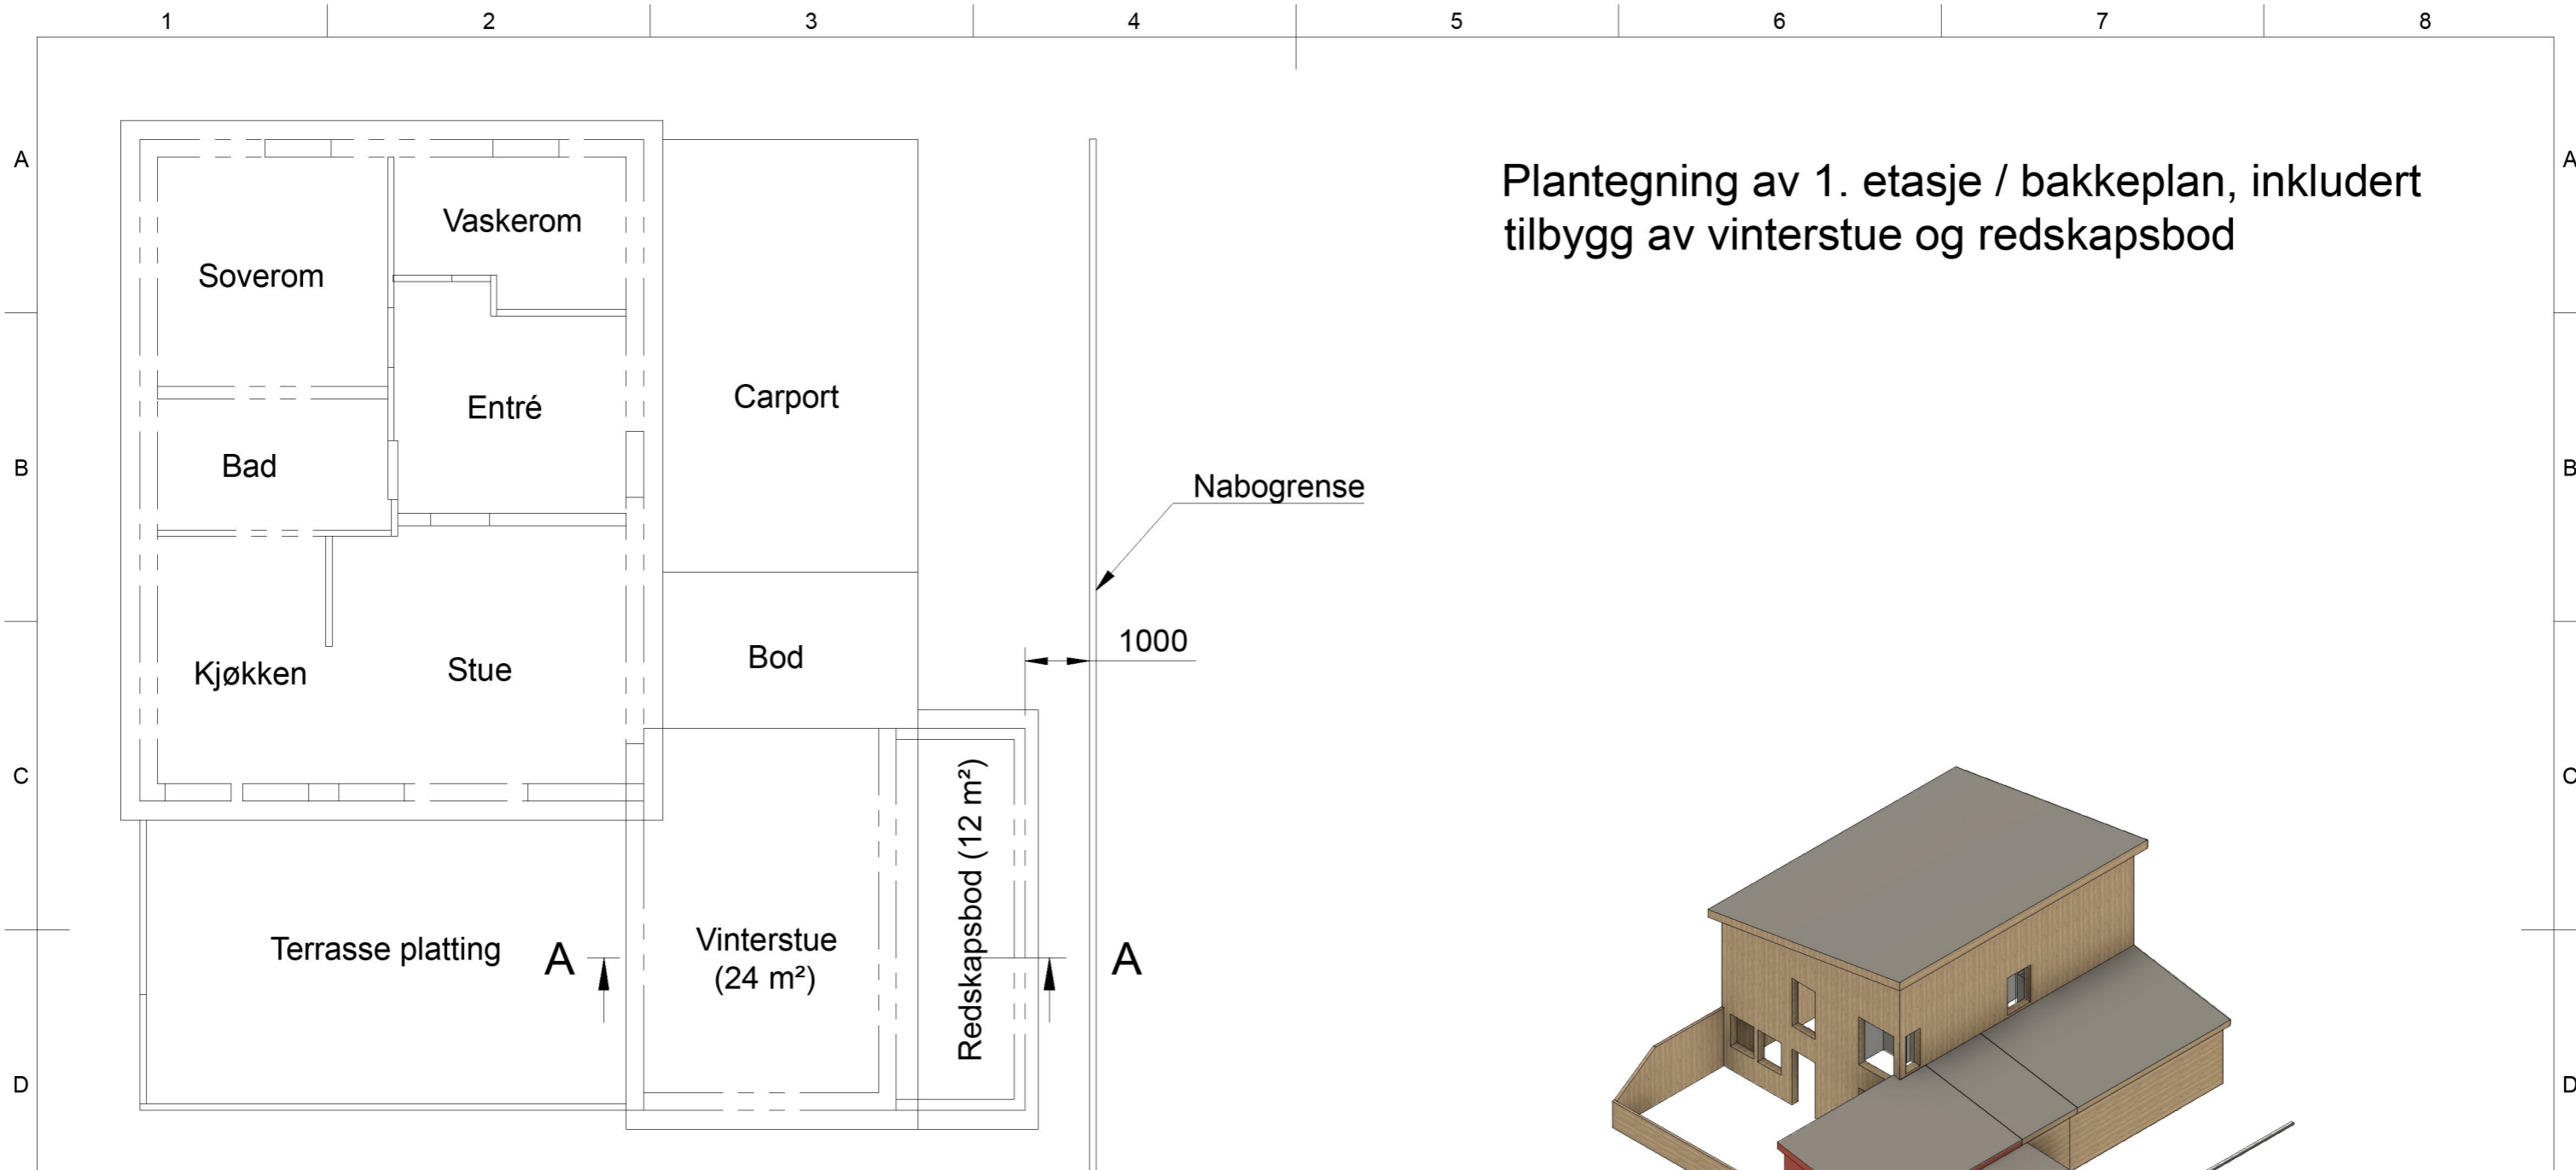 1 2 3 4 5 6 7 8
A A
Plantegning av 1. etasje / bakkeplan, inkludert
tilbygg av vinterstue og redskapsbod
Vaskerom
Soverom
Carport
Entré
Bad
B B
Nabogrense
1000
Bod
Stue
Kjøkken
C C
Redskapsbod (12 m²)
Vinterstue
(24 m²)
Terrasse platting
A A
D D